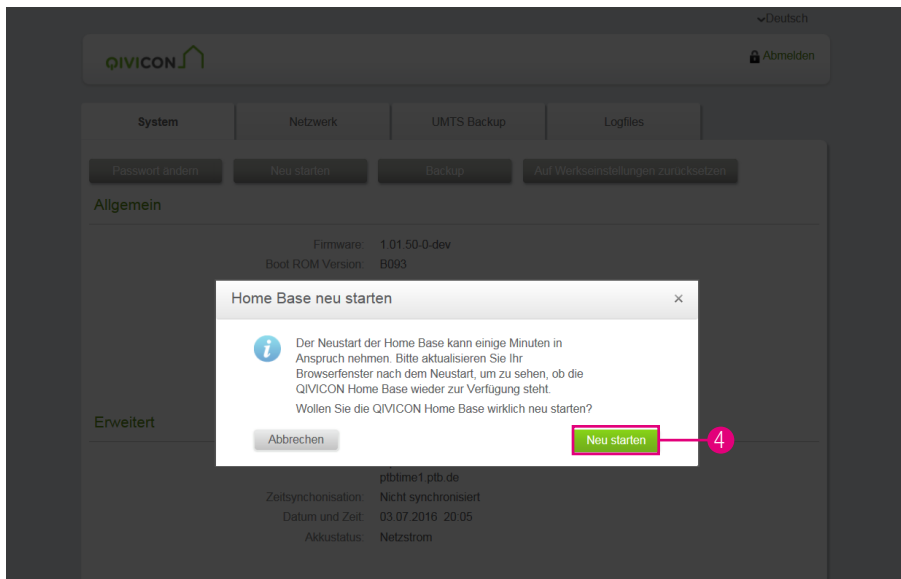 Deutsch
QIVICON
Abmelden
System
Netzwerk
UMTS Backup
Logfiles
Passwort ändern
Neu starten
Backup
Auf Werkseinstellungen zurücksetzen
Allgemein
Firmware: 1.01.50-0-dev
Boot ROM Version: B093
Home Base neu starten
Der Neustart der Home Base kann einige Minuten in
Anspruch nehmen. Bitte aktualisieren Sie Ihr
Browserfenster nach dem Neustart, um zu sehen, ob die
QIVICON Home Base wieder zur Verfügung steht.
Wollen Sie die QIVICON Home Base wirklich neu starten?
Abbrechen
Neu starten
4
Erweitert
ptbtime1.ptb.de
Zeitsynchonisation: Nicht synchronisiert
Datum und Zeit: 03.07.2016 20:05
Akkustatus: Netzstrom